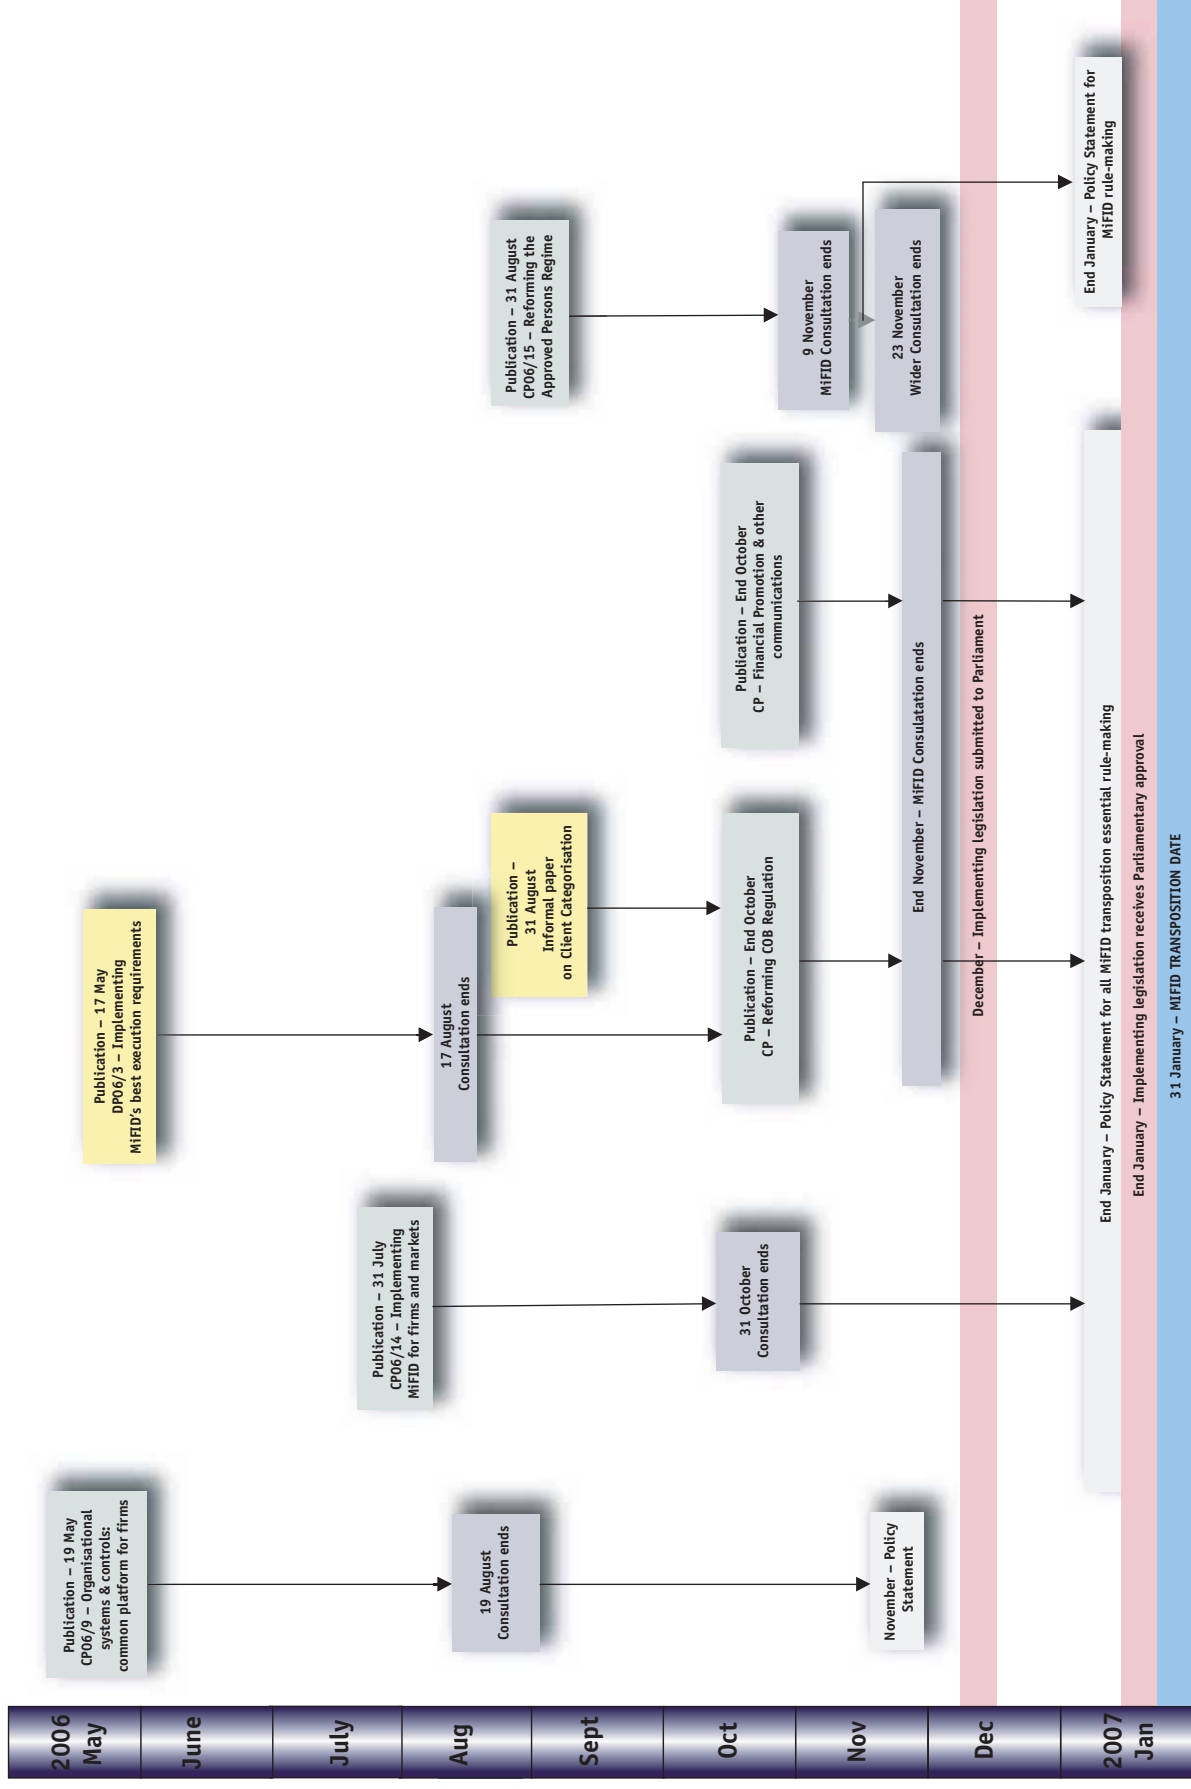 2006
May
June
July
Aug
Sept
Oct
Nov
Dec
2007
Jan
Publication – 19 May
CP06/9 – Organisational
systems & controls:
common platform for firms
19 August
Consultation ends
November – Policy
Statement
Publication – 31 July
CP06/14 – Implementing
MiFID for firms and markets
31 October
Consultation ends
Publication – 17 May
DP06/3 – Implementing
MiFID’s best execution requirements
17 August
Consultation ends
Publication –
31 August
Informal paper
on Client Categorisation
Publication – End October
CP – Reforming COB Regulation
Publication – End October
CP – Financial Promotion & other
communications
End November – MiFID Consulatation ends
Publication – 31 August
CP06/15 – Reforming the
Approved Persons Regime
9 November
MiFID Consultation ends
23 November
Wider Consultation ends
End January – Policy Statement for
MiFID rule-making
December – Implementing legislation submitted to Parliament
End January – Policy Statement for all MiFID transposition essential rule-making
End January – Implementing legislation receives Parliamentary approval
31 January – MIFID TRANSPOSITION DATE